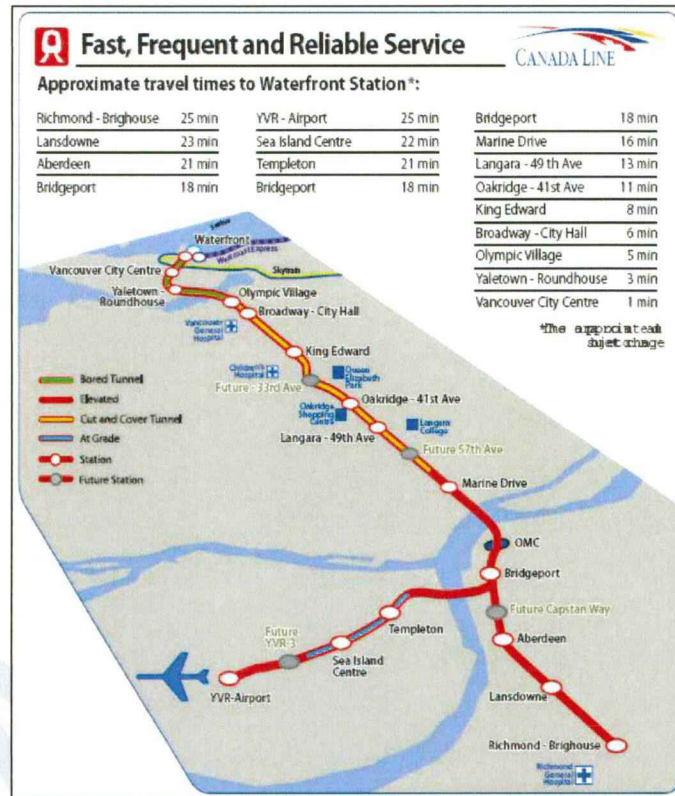 Fast, Frequent and Reliable Service
CANADA LINE
Approximate travel times to Waterfront Station*:
Richmond - Brighouse 25 min
Lansdowne 23 min
Aberdeen 21 min
Bridgeport 18 min
YVR - Airport 25 min
Sea Island Centre 22 min
Templeton 21 min
Bridgeport 18 min
Bridgeport 18 min
Marine Drive 16 min
Langara - 49 th Ave 13 min
Oakridge - 41st Ave 11 min
King Edward 8 min
Broadway - City Hall 6 min
Olympic Village 5 min
Yaletown - Roundhouse 3 min
Vancouver City Centre 1 min
*The
Waterfront
West Coast Express
Vancouver City Centre
Skytrain
Yaletown -
Roundhouse
Olympic Village
Broadway - City Hall
Vancouver
General
Hospital
King Edward
Children's
Hospital
Queen
Elizabeth
Park
Future - 33rd Ave
Oakridge - 41st Ave
Oakridge
Shopping
Centre
Langara - 49th Ave
Langara
College
Future 57th Ave
Bored Tunnel
Elevated
Cut and Cover Tunnel
At Grade
Station
Future Station
Marine Drive
OMC
Bridgeport
Future Capstan Way
Templeton
Aberdeen
Future
YVR-3
Sea Island
Centre
YVR-Airport
Lansdowne
Richmond - Brighouse
Richmond
General
Hospital